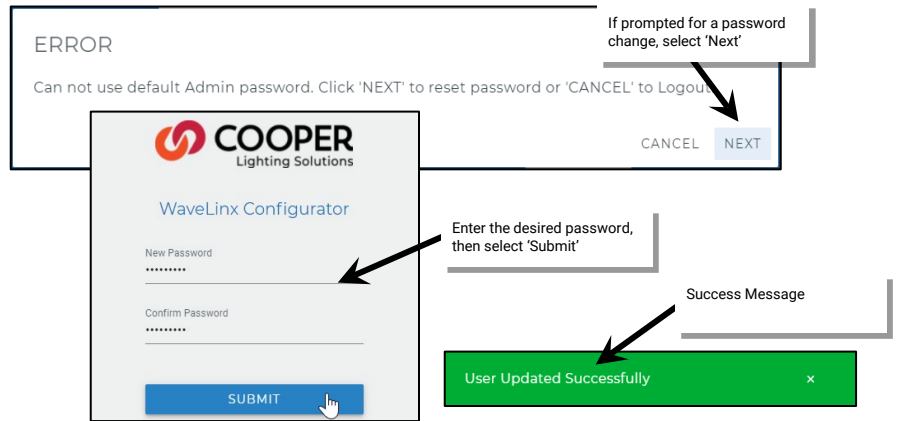 If prompted for a password
change, select ‘Next’
ERROR
Can not use default Admin password. Click 'NEXT' to reset password or 'CANCEL' to Logout
CANCEL NEXT
COOPER
Lighting Solutions
WaveLinx Configurator
New Password
•••••••••
Confirm Password
•••••••••
SUBMIT
Enter the desired password,
then select ‘Submit’
Success Message
User Updated Successfully ×